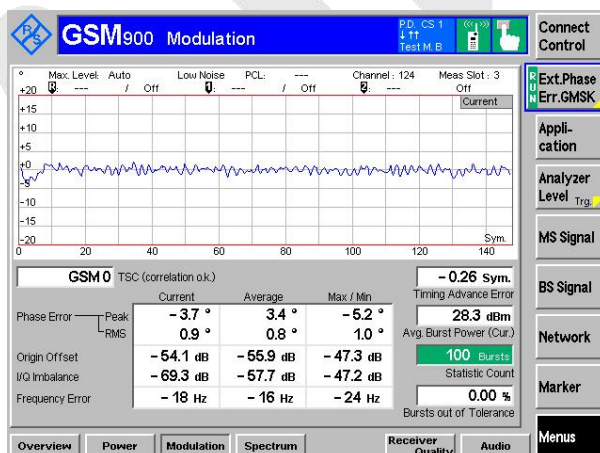 R&S
GSM900 Modulation
P.D. CS 1
↓ ↑↑
Test M. B
Connect Control
° Max. Level: Auto Low Noise PCL: --- Channel : 124 Meas Slot : 3
R: --- / Off 0: --- / Off 2: --- Off
RUN
Ext.Phase Err.GMSK
Current
+20
+15
+10
+5
+0
-5
-10
-15
-20
Sym.
0 20 40 60 80 100 120 140
Appli-
cation
Analyzer
Level Trg.
MS Signal
BS Signal
Network
Marker
Menus
GSM 0 TSC (correlation o.k.)
Current Average Max / Min
Phase Error Peak – 3.7 ° 3.4 ° – 5.2 °
RMS 0.9 ° 0.8 ° 1.0 °
Origin Offset – 54.1 dB – 55.9 dB – 47.3 dB
I/Q Imbalance – 69.3 dB – 57.7 dB – 47.2 dB
Frequency Error – 18 Hz – 16 Hz – 24 Hz
– 0.26 Sym.
Timing Advance Error
28.3 dBm
Avg. Burst Power (Cur.)
100 Bursts
Statistic Count
0.00 %
Bursts out of Tolerance
Overview Power Modulation Spectrum Receiver Quality Audio